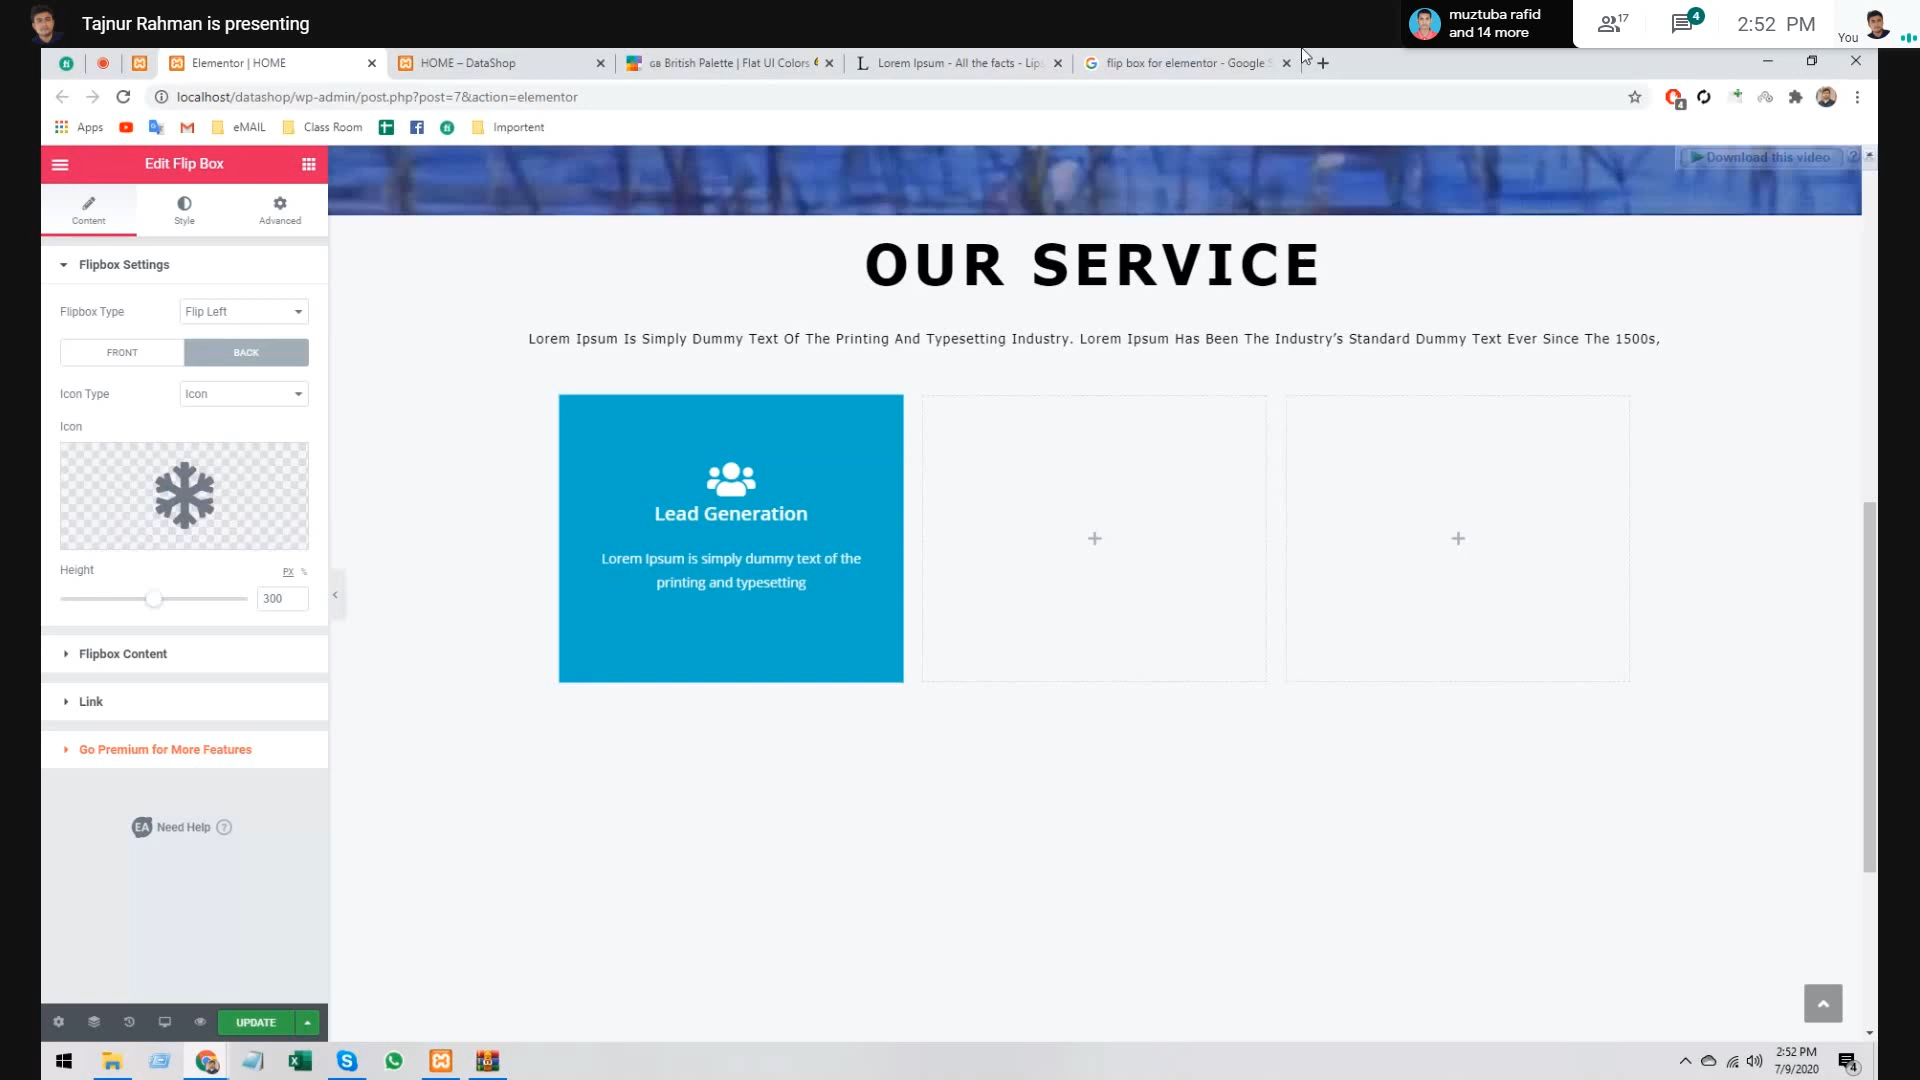 Tajnur Rahman is presenting
muztuba rafid
and 14 more
17
4
2:52 PM
You
Elementor | HOME
HOME – DataShop
GB British Palette | Flat UI Colors
Lorem Ipsum - All the facts - Lip
flip box for elementor - Google S
localhost/datashop/wp-admin/post.php?post=7&action=elementor
4
Apps
eMAIL
Class Room
Importent
Edit Flip Box
Download this video
?
Content
Style
Advanced
OUR SERVICE
Flipbox Settings
Flipbox Type
Flip Left
Lorem Ipsum Is Simply Dummy Text Of The Printing And Typesetting Industry. Lorem Ipsum Has Been The Industry’s Standard Dummy Text Ever Since The 1500s,
FRONT
BACK
Icon Type
Icon
Icon
Lead Generation
Lorem Ipsum is simply dummy text of the
printing and typesetting
Height
PX
%
300
Flipbox Content
Link
Go Premium for More Features
EA Need Help ?
UPDATE
2:52 PM
7/9/2020
4